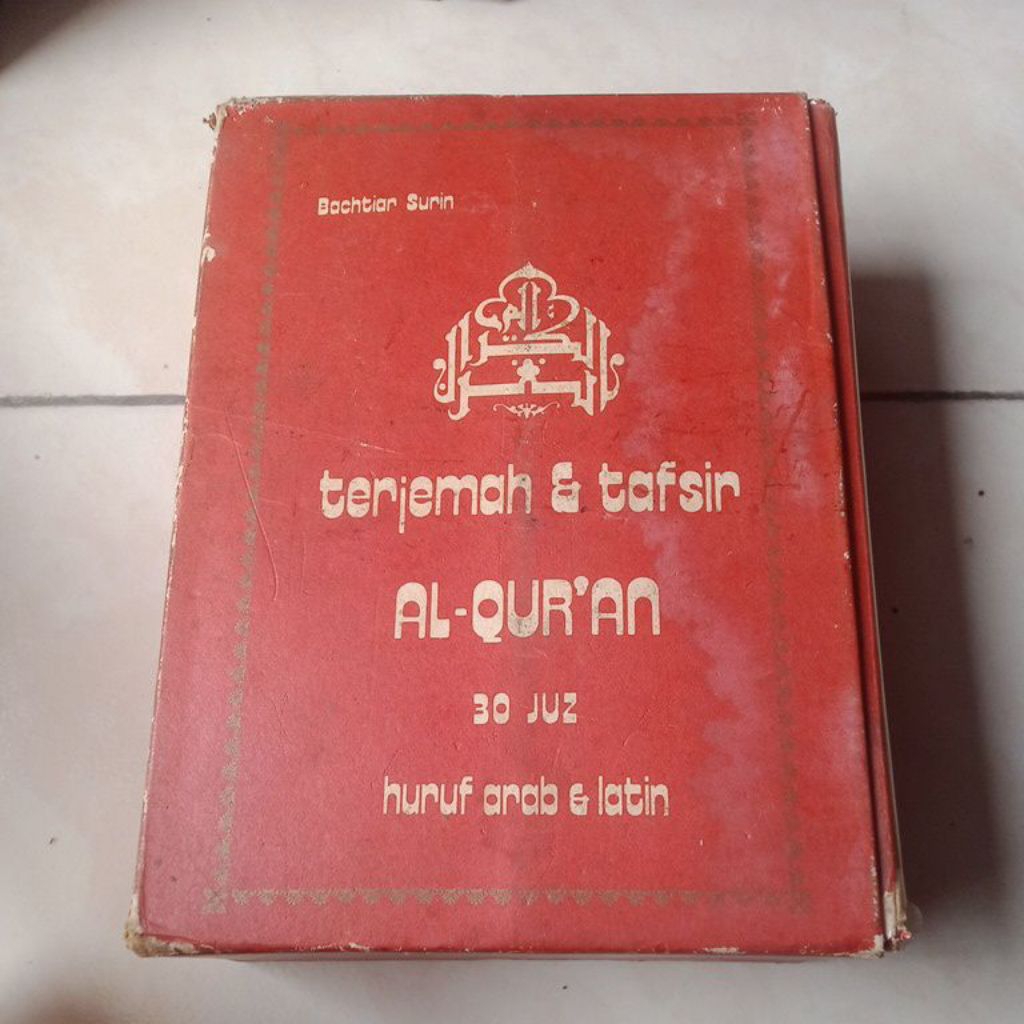 Bachtiar Surin
القرآن الكريم
terjemah & tafsir
AL-QUR'AN
30 JUZ
huruf arab & latin